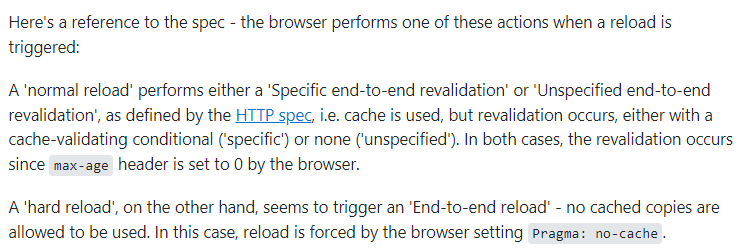 Here's a reference to the spec - the browser performs one of these actions when a reload is
triggered:
A 'normal reload' performs either a 'Specific end-to-end revalidation' or 'Unspecified end-to-end
revalidation', as defined by the HTTP spec, i.e. cache is used, but revalidation occurs, either with a
cache-validating conditional ('specific') or none ('unspecified'). In both cases, the revalidation occurs
since max-age header is set to 0 by the browser.
A 'hard reload', on the other hand, seems to trigger an 'End-to-end reload' - no cached copies are
allowed to be used. In this case, reload is forced by the browser setting Pragma: no-cache.